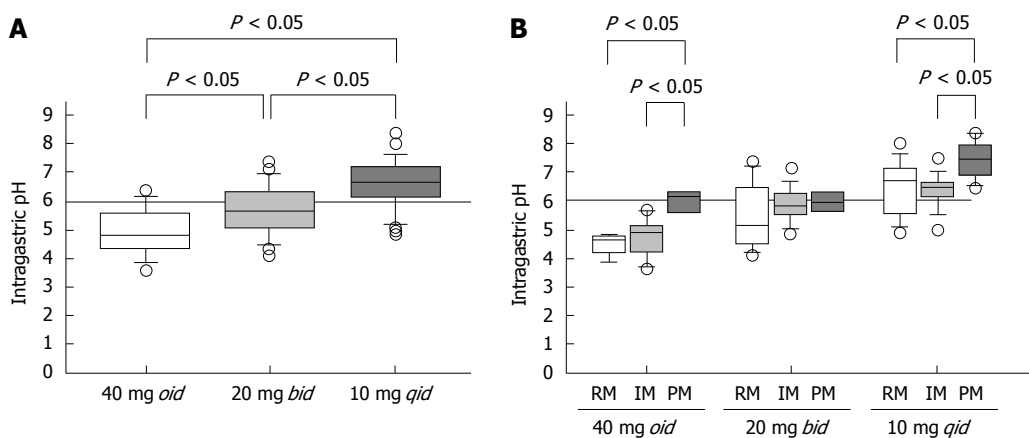 A
P < 0.05
P < 0.05
P < 0.05
9
8
7
6
5
4
3
2
1
0
Intragastric pH
40 mg oid
20 mg bid
10 mg qid
B
P < 0.05
P < 0.05
P < 0.05
P < 0.05
9
8
7
6
5
4
3
2
1
0
Intragastric pH
RM IM PM RM IM PM RM IM PM
40 mg oid
20 mg bid
10 mg qid